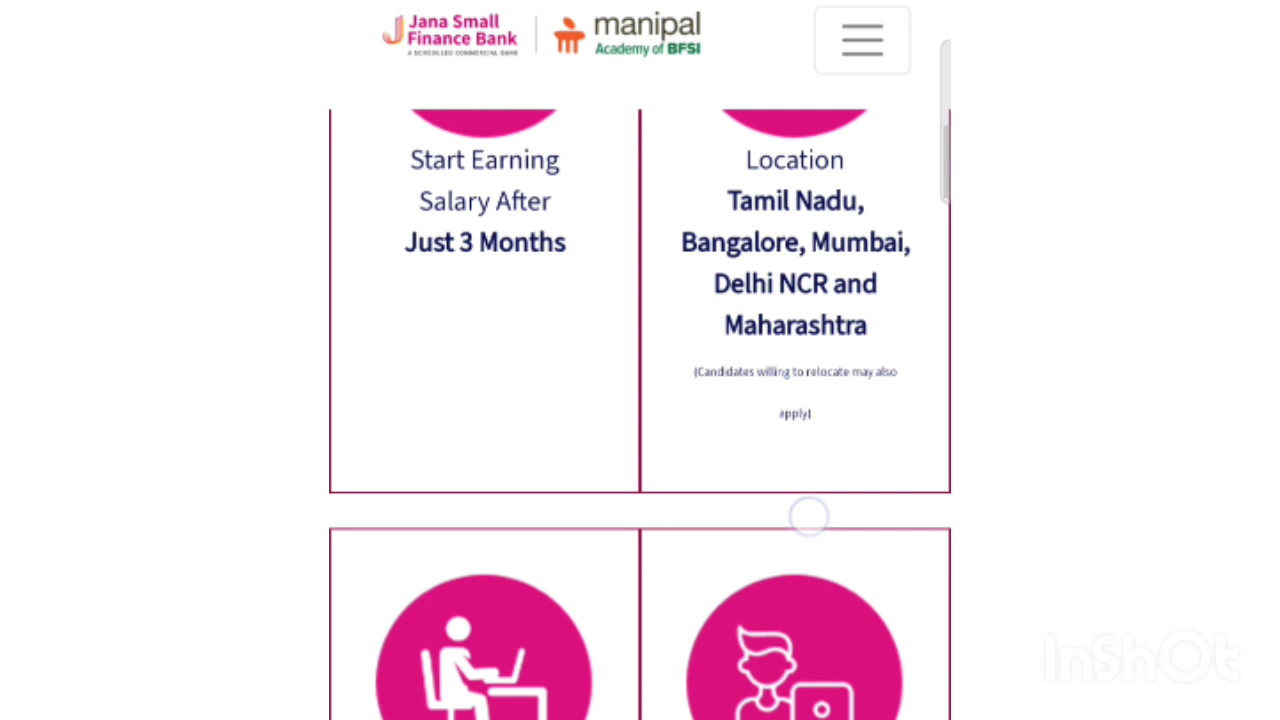 Jana Small
Finance Bank
A SCHEDULED COMMERCIAL BANK
manipal
Academy of BFSI
Start Earning
Salary After
Just 3 Months
Location
Tamil Nadu,
Bangalore, Mumbai,
Delhi NCR and
Maharashtra
(Candidates willing to relocate may also
apply)
InShOt